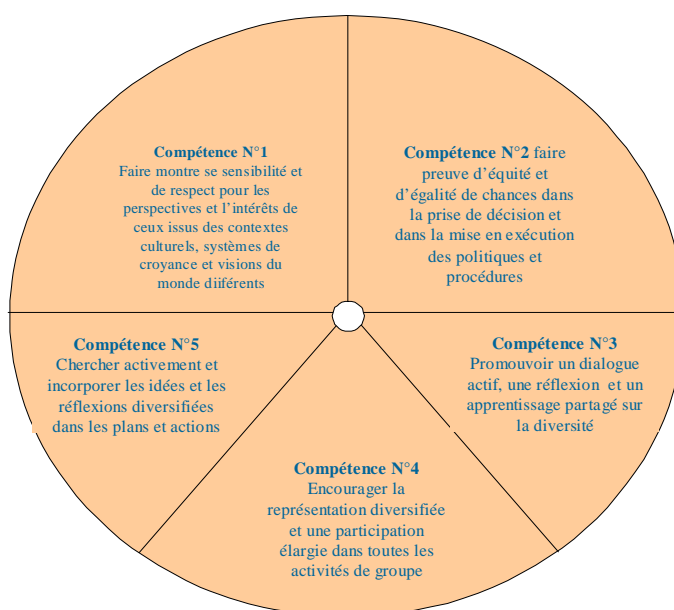 Compétence N°1
Faire montre se sensibilité et
de respect pour les
perspectives et l’intérêts de
ceux issus des contextes
culturels, systèmes de
croyance et visions du
monde diifférents
Compétence N°2 faire
preuve d’équité et
d’égalité de chances dans
la prise de décision et
dans la mise en exécution
des politiques et
procédures
Compétence N°3
Promouvoir un dialogue
actif, une réflexion et un
apprentissage partagé sur
la diversité
Compétence N°4
Encourager la
représentation diversifiée
et une participation
élargie dans toutes les
activités de groupe
Compétence N°5
Chercher activement et
incorporer les idées et les
réflexions diversifiées
dans les plans et actions